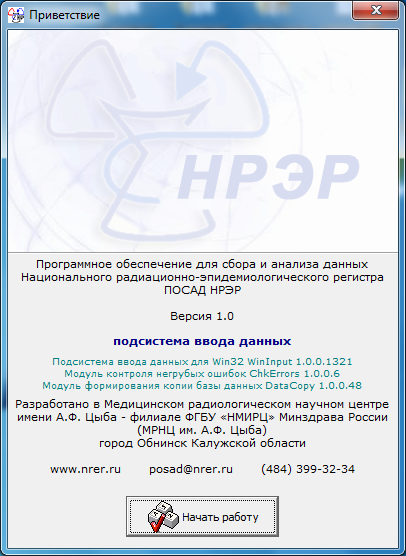 Приветствие
НРЭР
Программное обеспечение для сбора и анализа данных
Национального радиационно-эпидемиологического регистра
ПОСАД НРЭР
Версия 1.0
подсистема ввода данных
Подсистема ввода данных для Win32 WinInput 1.0.0.1321
Модуль контроля негрубых ошибок ChkErrors 1.0.0.6
Модуль формирования копии базы данных DataCopy 1.0.0.48
Разработано в Медицинском радиологическом научном центре
имени А.Ф. Цыба - филиале ФГБУ «НМИРЦ» Минздрава России
(МРНЦ им. А.Ф. Цыба)
город Обнинск Калужской области
www.nrer.ru posad@nrer.ru (484) 399-32-34
Начать работу